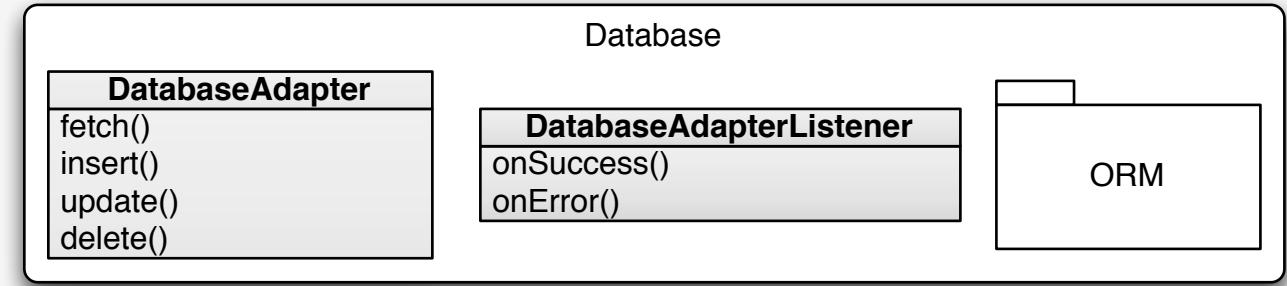 Database
DatabaseAdapter
fetch()
insert()
update()
delete()
DatabaseAdapterListener
onSuccess()
onError()
ORM